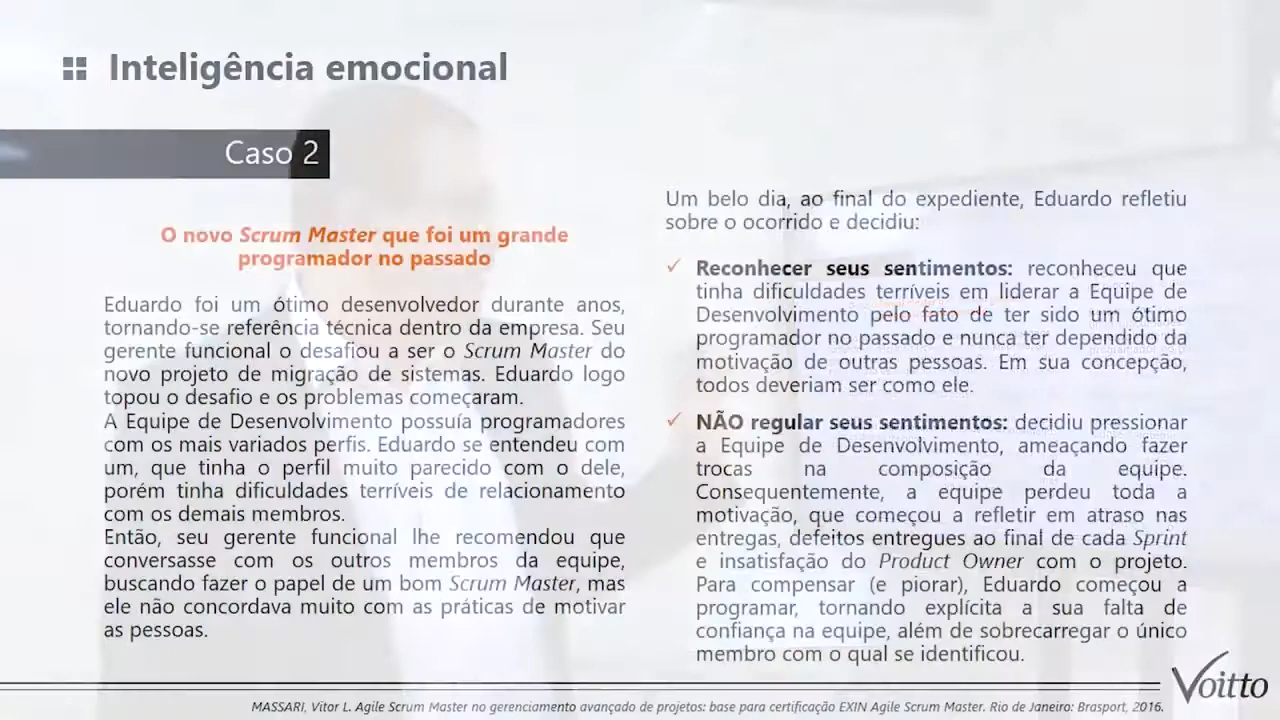 Inteligência emocional
Caso 2
O novo Scrum Master que foi um grande
programador no passado
Eduardo foi um ótimo desenvolvedor durante anos,
tornando-se referência técnica dentro da empresa. Seu
gerente funcional o desafiou a ser o Scrum Master do
novo projeto de migração de sistemas. Eduardo logo
topou o desafio e os problemas começaram.
A Equipe de Desenvolvimento possuía programadores
com os mais variados perfis. Eduardo se entendeu com
um, que tinha o perfil muito parecido com o dele,
porém tinha dificuldades terríveis de relacionamento
com os demais membros.
Então, seu gerente funcional lhe recomendou que
conversasse com os outros membros da equipe,
buscando fazer o papel de um bom Scrum Master, mas
ele não concordava muito com as práticas de motivar
as pessoas.
Um belo dia, ao final do expediente, Eduardo refletiu
sobre o ocorrido e decidiu:
✓ Reconhecer seus sentimentos: reconheceu que
tinha dificuldades terríveis em liderar a Equipe de
Desenvolvimento pelo fato de ter sido um ótimo
programador no passado e nunca ter dependido da
motivação de outras pessoas. Em sua concepção,
todos deveriam ser como ele.
✓ NÃO regular seus sentimentos: decidiu pressionar
a Equipe de Desenvolvimento, ameaçando fazer
trocas na composição da equipe.
Consequentemente, a equipe perdeu toda a
motivação, que começou a refletir em atraso nas
entregas, defeitos entregues ao final de cada Sprint
e insatisfação do Product Owner com o projeto.
Para compensar (e piorar), Eduardo começou a
programar, tornando explícita a sua falta de
confiança na equipe, além de sobrecarregar o único
membro com o qual se identificou.
Voitto
MASSARI, Vitor L. Agile Scrum Master no gerenciamento avançado de projetos: base para certificação EXIN Agile Scrum Master. Rio de Janeiro: Brasport, 2016.